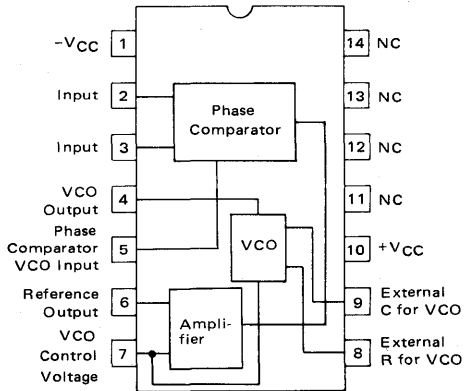 -VCC 1
Input 2
Input 3
VCO
Output 4
Phase
Comparator
VCO Input 5
Reference
Output 6
VCO
Control
Voltage 7
Phase
Comparator
VCO
Ampli-
fier
14 NC
13 NC
12 NC
11 NC
10 +VCC
9 External
C for VCO
8 External
R for VCO